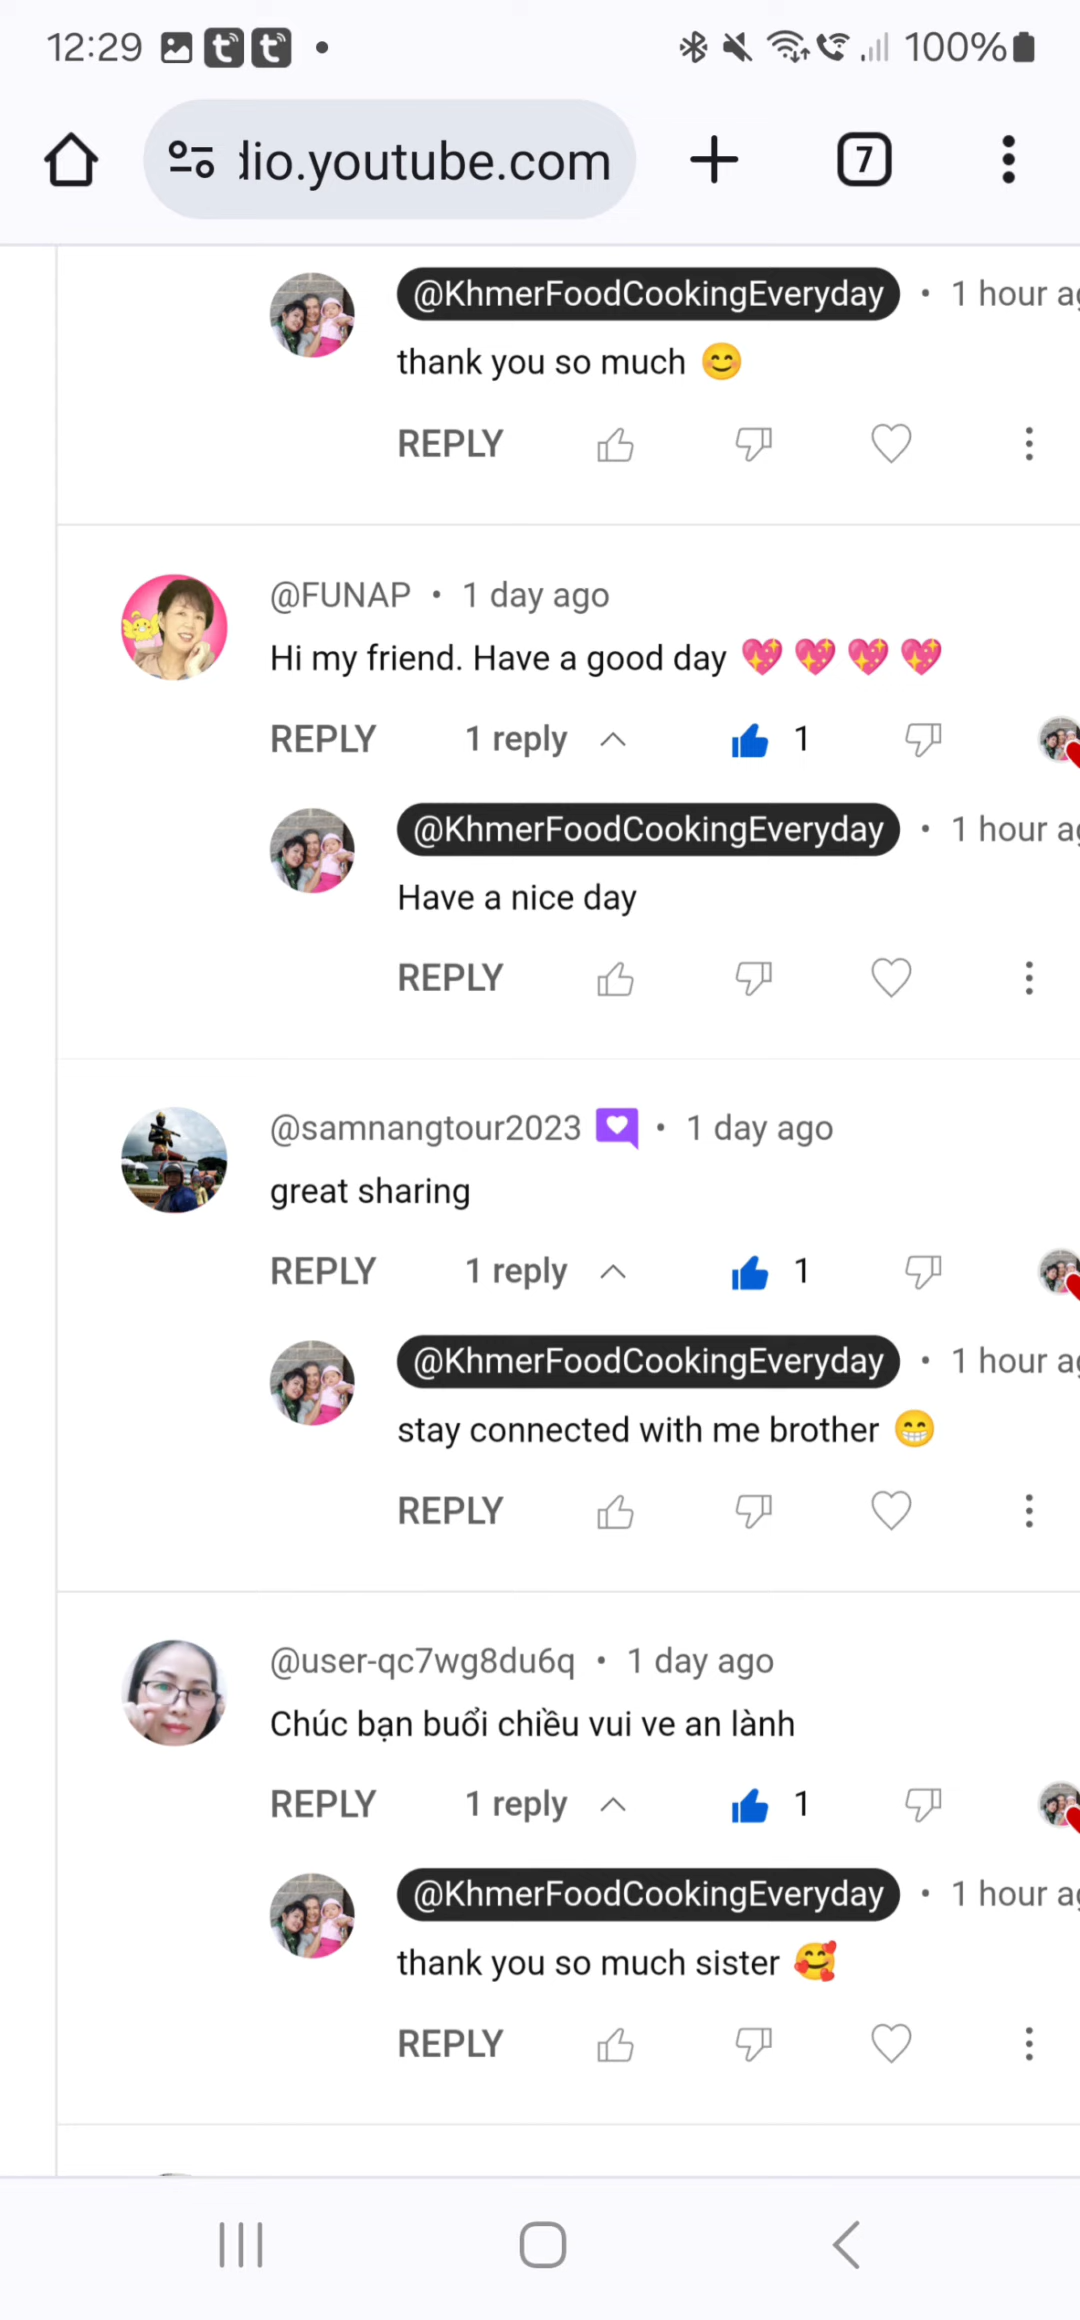 12:29
100%
dio.youtube.com
7
@KhmerFoodCookingEveryday • 1 hour ag
thank you so much 😊
REPLY
@FUNAP • 1 day ago
Hi my friend. Have a good day 💖 💖 💖 💖
REPLY 1 reply 1
@KhmerFoodCookingEveryday • 1 hour ag
Have a nice day
REPLY
@samnangtour2023 • 1 day ago
great sharing
REPLY 1 reply 1
@KhmerFoodCookingEveryday • 1 hour ag
stay connected with me brother 😁
REPLY
@user-qc7wg8du6q • 1 day ago
Chúc bạn buổi chiều vui ve an lành
REPLY 1 reply 1
@KhmerFoodCookingEveryday • 1 hour ag
thank you so much sister 🥰
REPLY